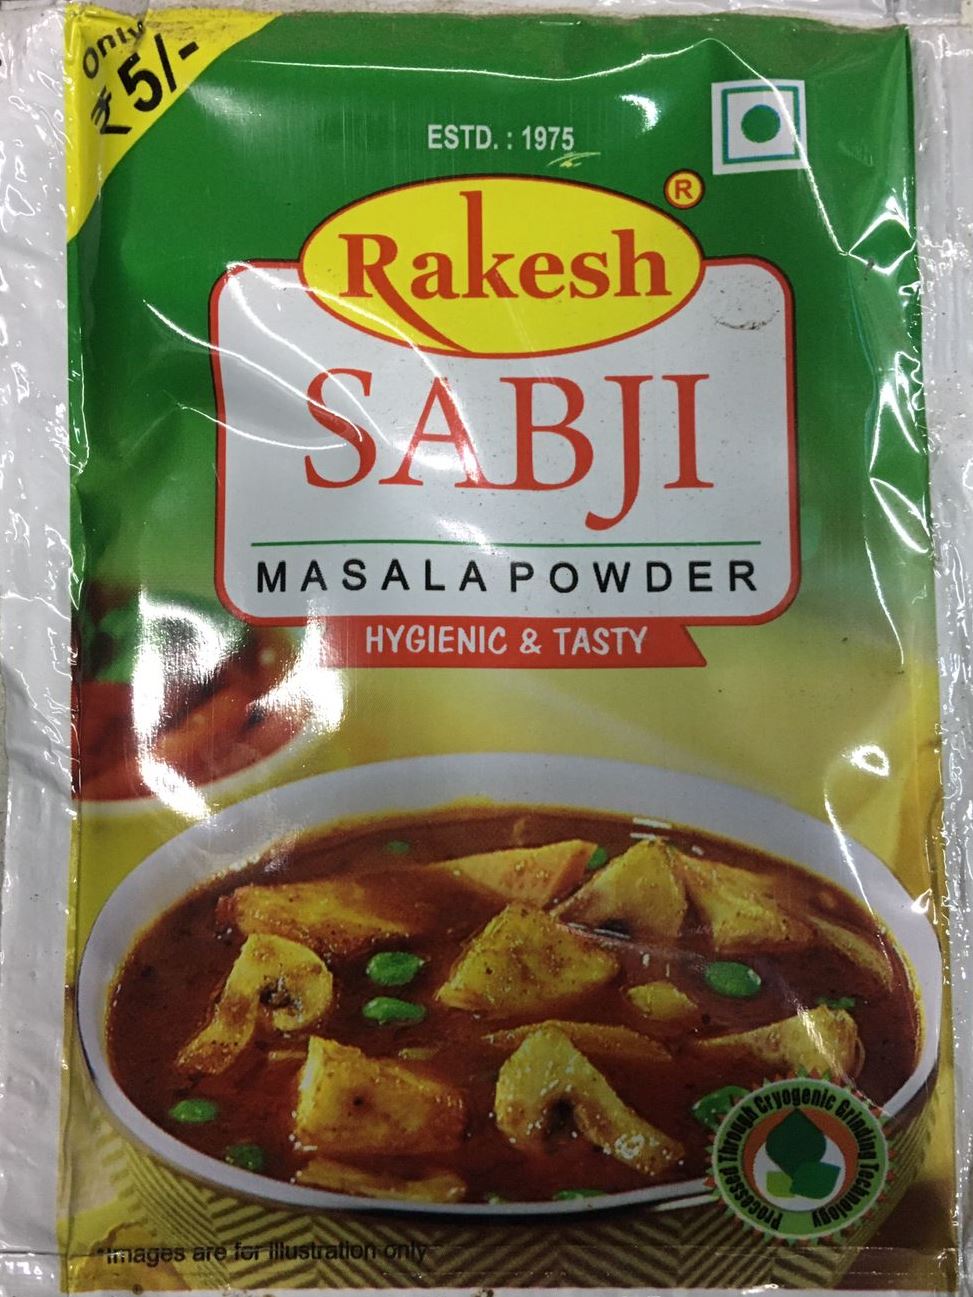 Only
₹ 5/-
ESTD. : 1975
Rakesh ®
SABJI
MASALA POWDER
HYGIENIC & TASTY
Processed Through Cryogenic Grinding Technology
*Images are for illustration only